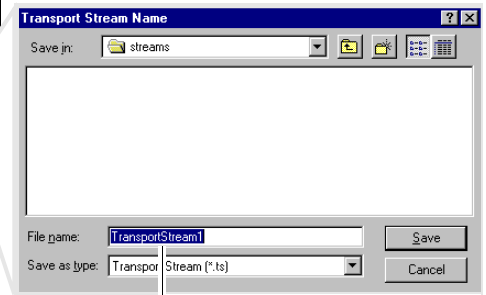 Transport Stream Name
Save in: streams
File name: TransportStream1 Save
Save as type: Transport Stream (*.ts) Cancel